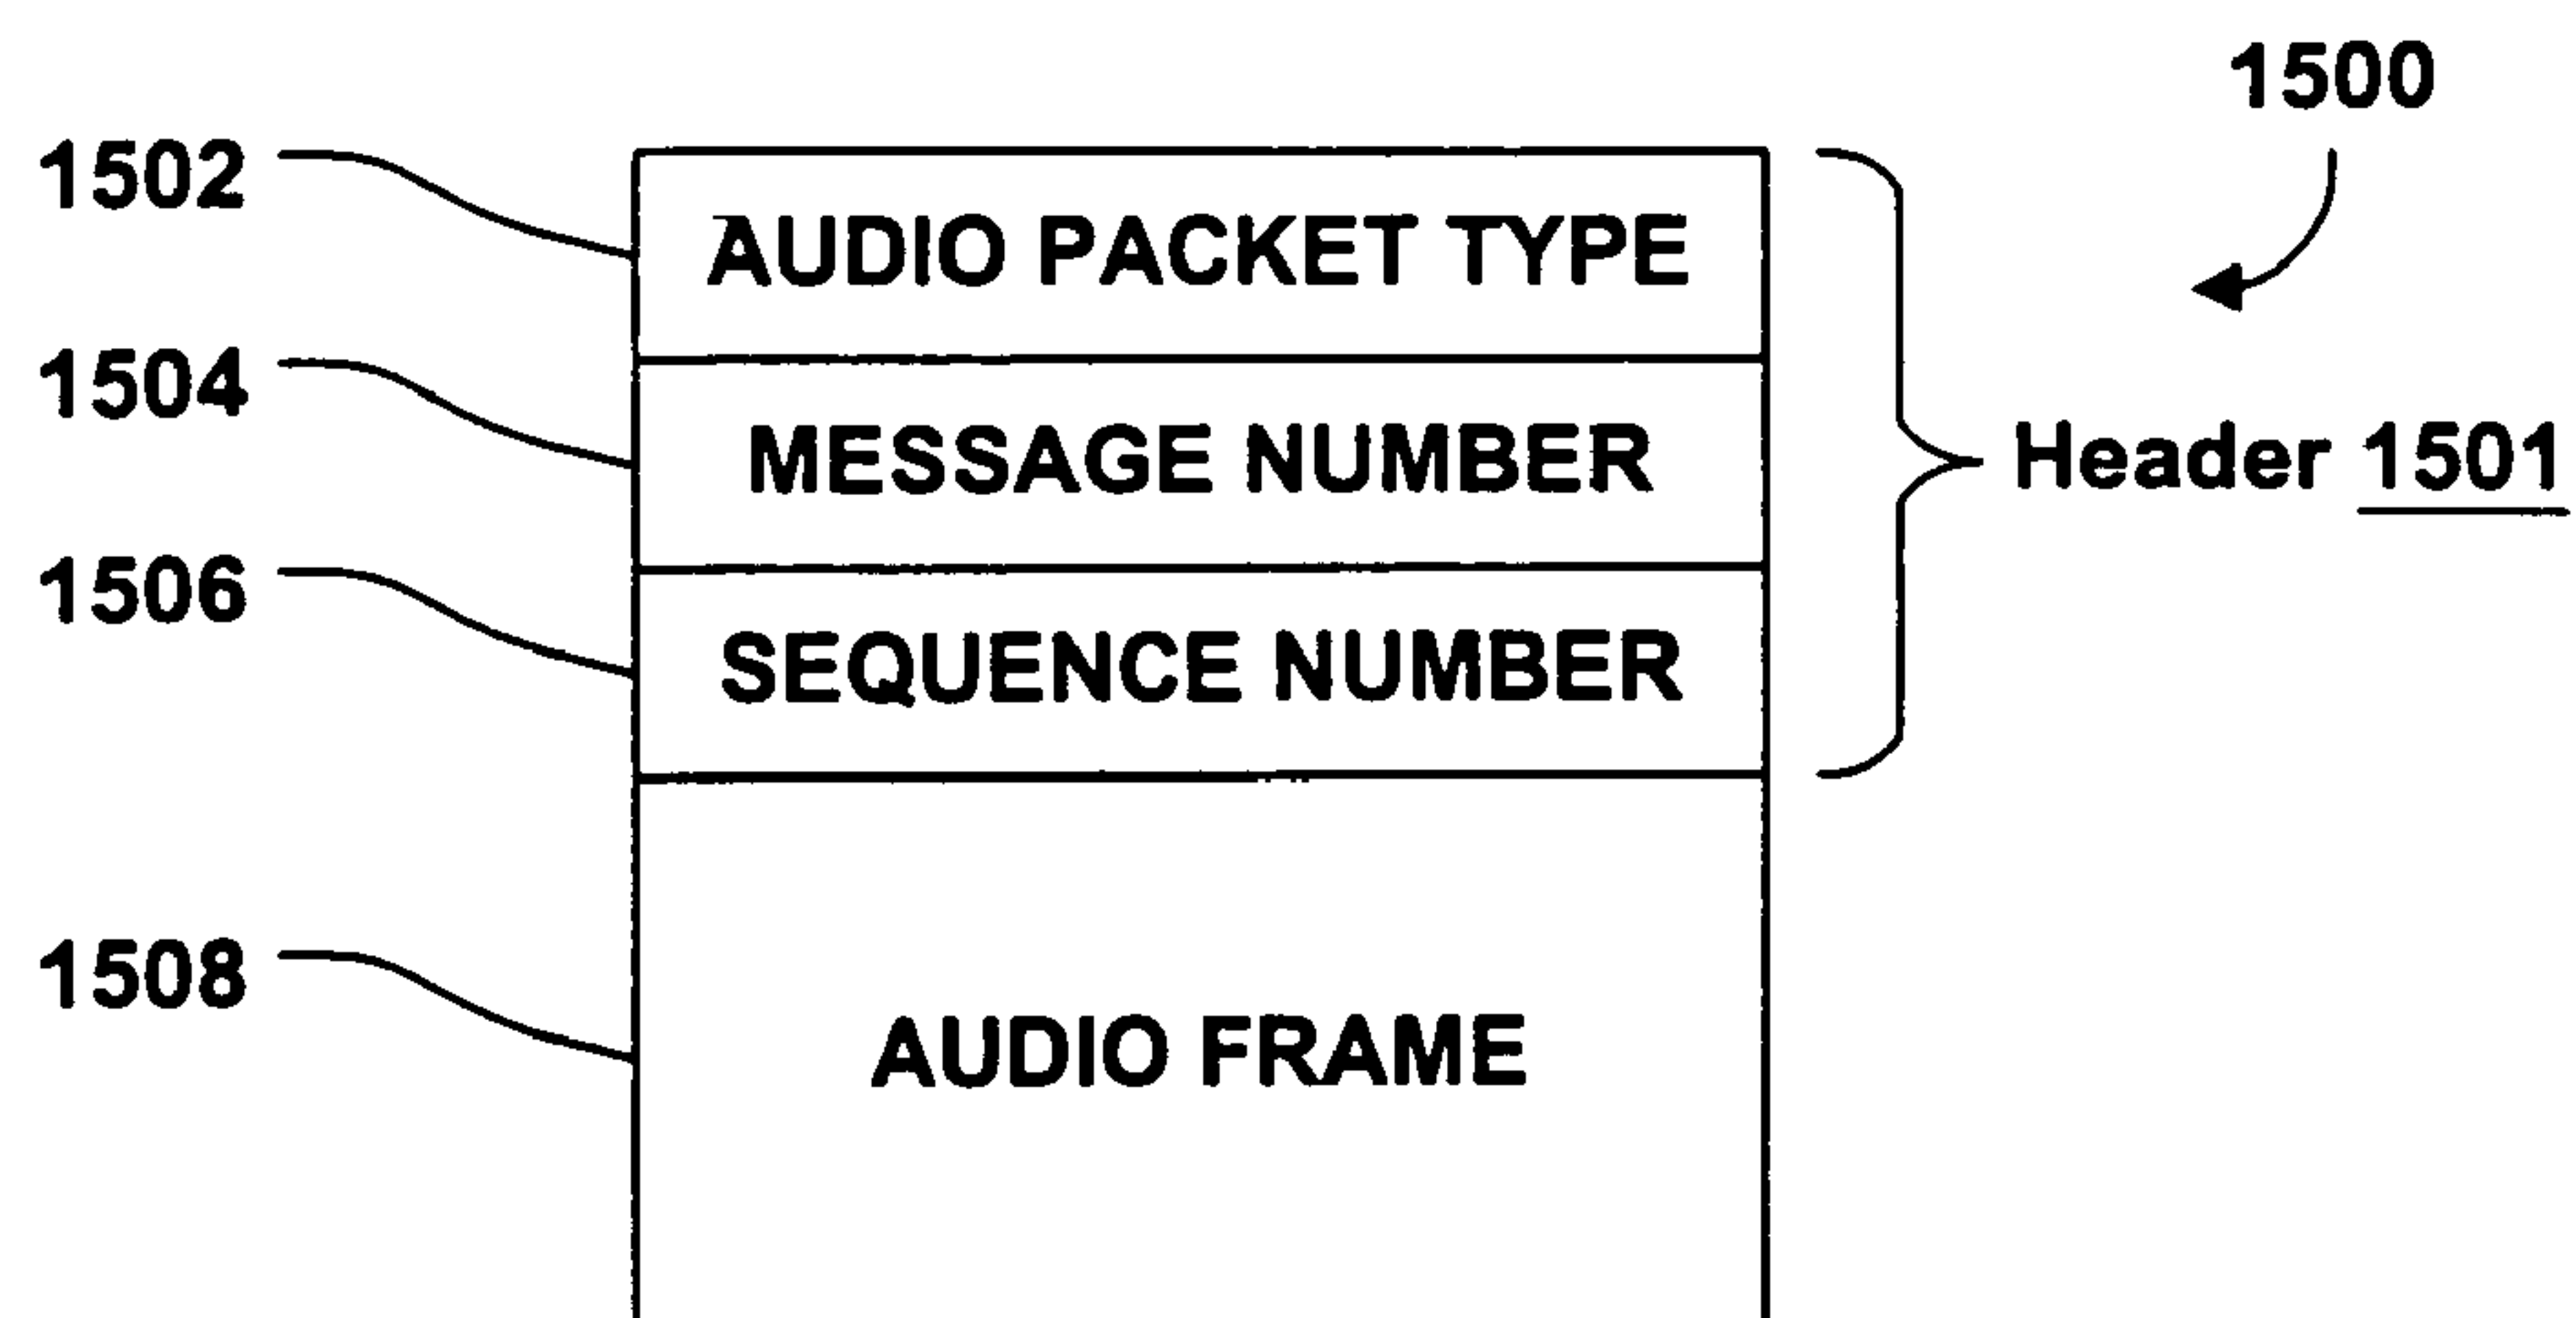 1500
1502
AUDIO PACKET TYPE
1504
MESSAGE NUMBER
Header 1501
1506
SEQUENCE NUMBER
1508
AUDIO FRAME